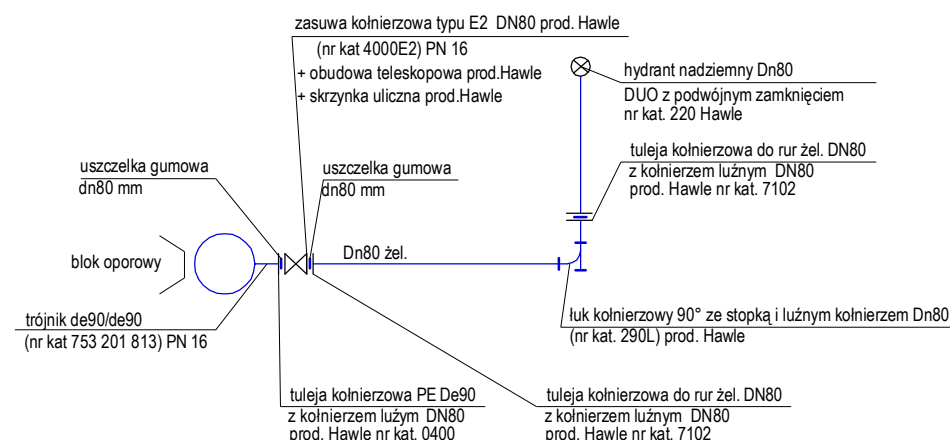 zasuwa kołnierzowa typu E2 DN80 prod. Hawle
(nr kat 4000E2) PN 16
+ obudowa teleskopowa prod.Hawle
+ skrzynka uliczna prod.Hawle
hydrant nadziemny Dn80
DUO z podwójnym zamknięciem
nr kat. 220 Hawle
tuleja kołnierzowa do rur żel. DN80
z kołnierzem luźnym DN80
prod. Hawle nr kat. 7102
uszczelka gumowa
dn80 mm
uszczelka gumowa
dn80 mm
blok oporowy
Dn80 żel.
trójnik de90/de90
(nr kat 753 201 813) PN 16
łuk kołnierzowy 90° ze stopką i luźnym kołnierzem Dn80
(nr kat. 290L) prod. Hawle
tuleja kołnierzowa PE De90
z kołnierzem luźym DN80
prod. Hawle nr kat. 0400
tuleja kołnierzowa do rur żel. DN80
z kołnierzem luźnym DN80
prod. Hawle nr kat. 7102